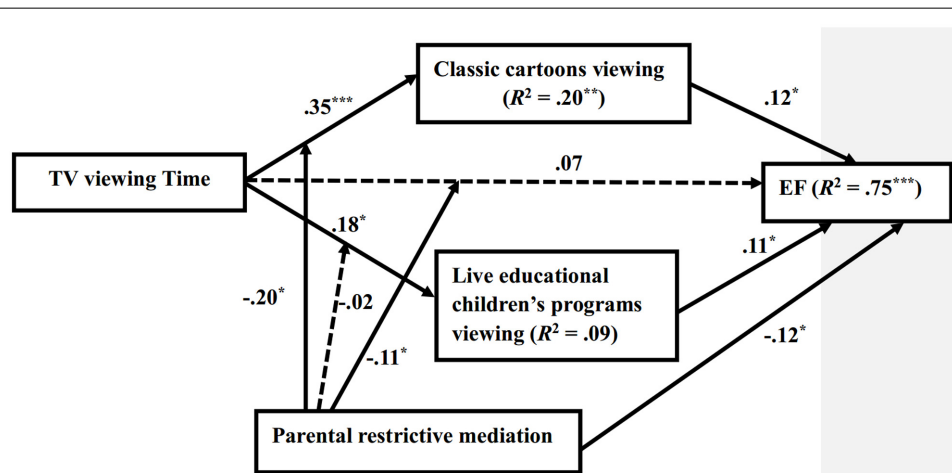 Classic cartoons viewing
(R² = .20**)
.35***
.12*
TV viewing Time
.07
EF (R² = .75***)
.18*
.11*
Live educational
children's programs
viewing (R² = .09)
-.20*
-.02
-.11*
-.12*
Parental restrictive mediation